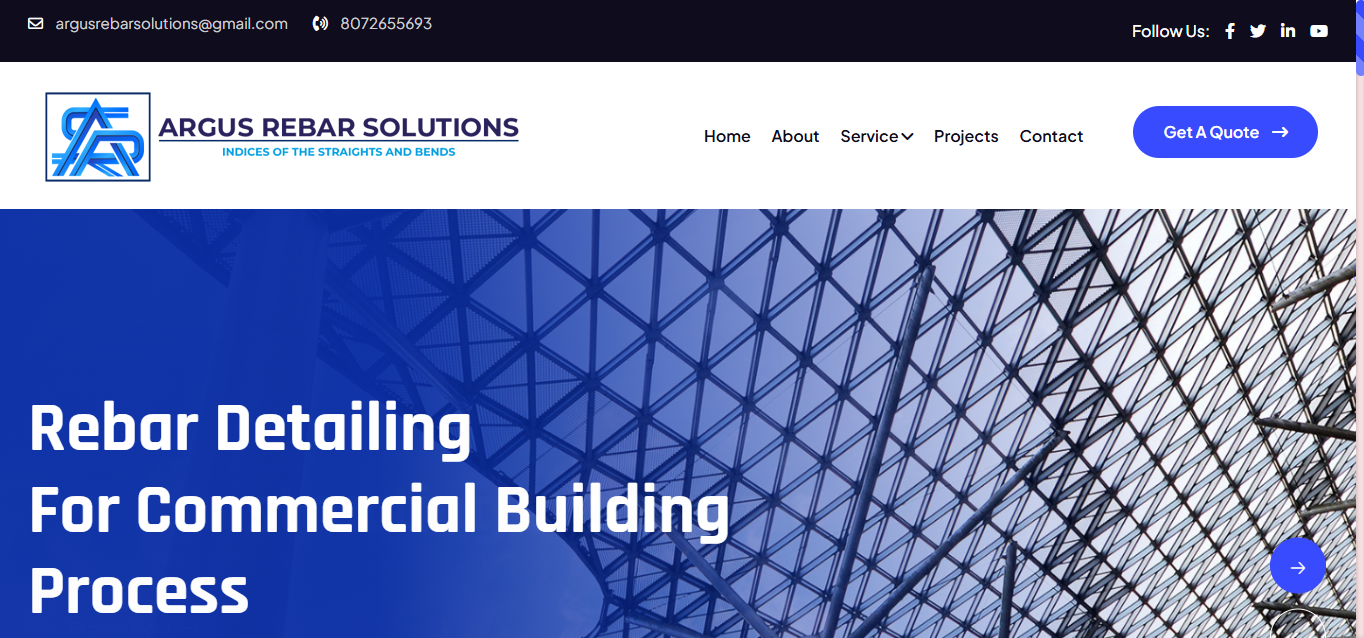 argusrebarsolutions@gmail.com 8072655693 Follow Us:
ARGUS REBAR SOLUTIONS
INDICES OF THE STRAIGHTS AND BENDS
Home About Service Projects Contact Get A Quote
Rebar Detailing
For Commercial Building
Process